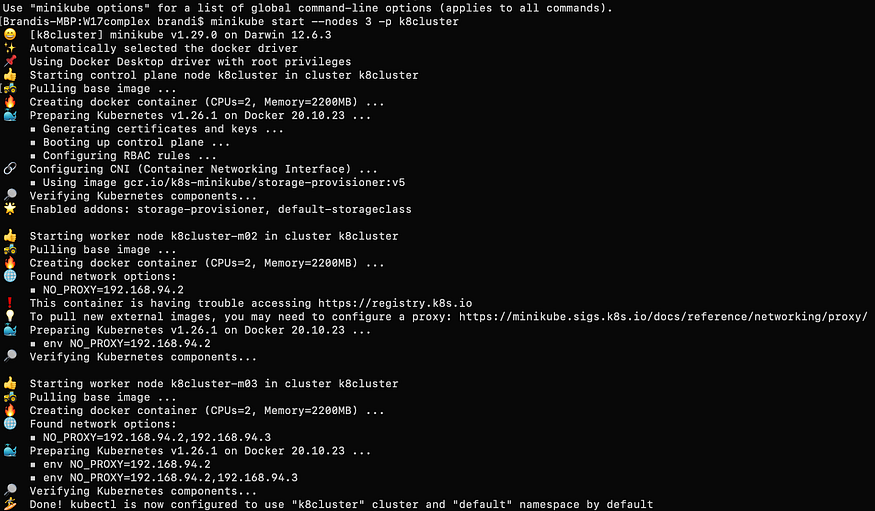 Use "minikube options" for a list of global command-line options (applies to all commands).
[Brandis-MBP:W17complex brandi$ minikube start --nodes 3 -p k8cluster
😄 [k8cluster] minikube v1.29.0 on Darwin 12.6.3
✨ Automatically selected the docker driver
📌 Using Docker Desktop driver with root privileges
👍 Starting control plane node k8cluster in cluster k8cluster
🚜 Pulling base image ...
🔥 Creating docker container (CPUs=2, Memory=2200MB) ...
🐳 Preparing Kubernetes v1.26.1 on Docker 20.10.23 ...
▪ Generating certificates and keys ...
▪ Booting up control plane ...
▪ Configuring RBAC rules ...
🔗 Configuring CNI (Container Networking Interface) ...
▪ Using image gcr.io/k8s-minikube/storage-provisioner:v5
🔎 Verifying Kubernetes components...
🌟 Enabled addons: storage-provisioner, default-storageclass
👍 Starting worker node k8cluster-m02 in cluster k8cluster
🚜 Pulling base image ...
🔥 Creating docker container (CPUs=2, Memory=2200MB) ...
🌐 Found network options:
▪ NO_PROXY=192.168.94.2
❗ This container is having trouble accessing https://registry.k8s.io
💡 To pull new external images, you may need to configure a proxy: https://minikube.sigs.k8s.io/docs/reference/networking/proxy/
🐳 Preparing Kubernetes v1.26.1 on Docker 20.10.23 ...
▪ env NO_PROXY=192.168.94.2
🔎 Verifying Kubernetes components...
👍 Starting worker node k8cluster-m03 in cluster k8cluster
🚜 Pulling base image ...
🔥 Creating docker container (CPUs=2, Memory=2200MB) ...
🌐 Found network options:
▪ NO_PROXY=192.168.94.2,192.168.94.3
🐳 Preparing Kubernetes v1.26.1 on Docker 20.10.23 ...
▪ env NO_PROXY=192.168.94.2
▪ env NO_PROXY=192.168.94.2,192.168.94.3
🔎 Verifying Kubernetes components...
🏄 Done! kubectl is now configured to use "k8cluster" cluster and "default" namespace by default